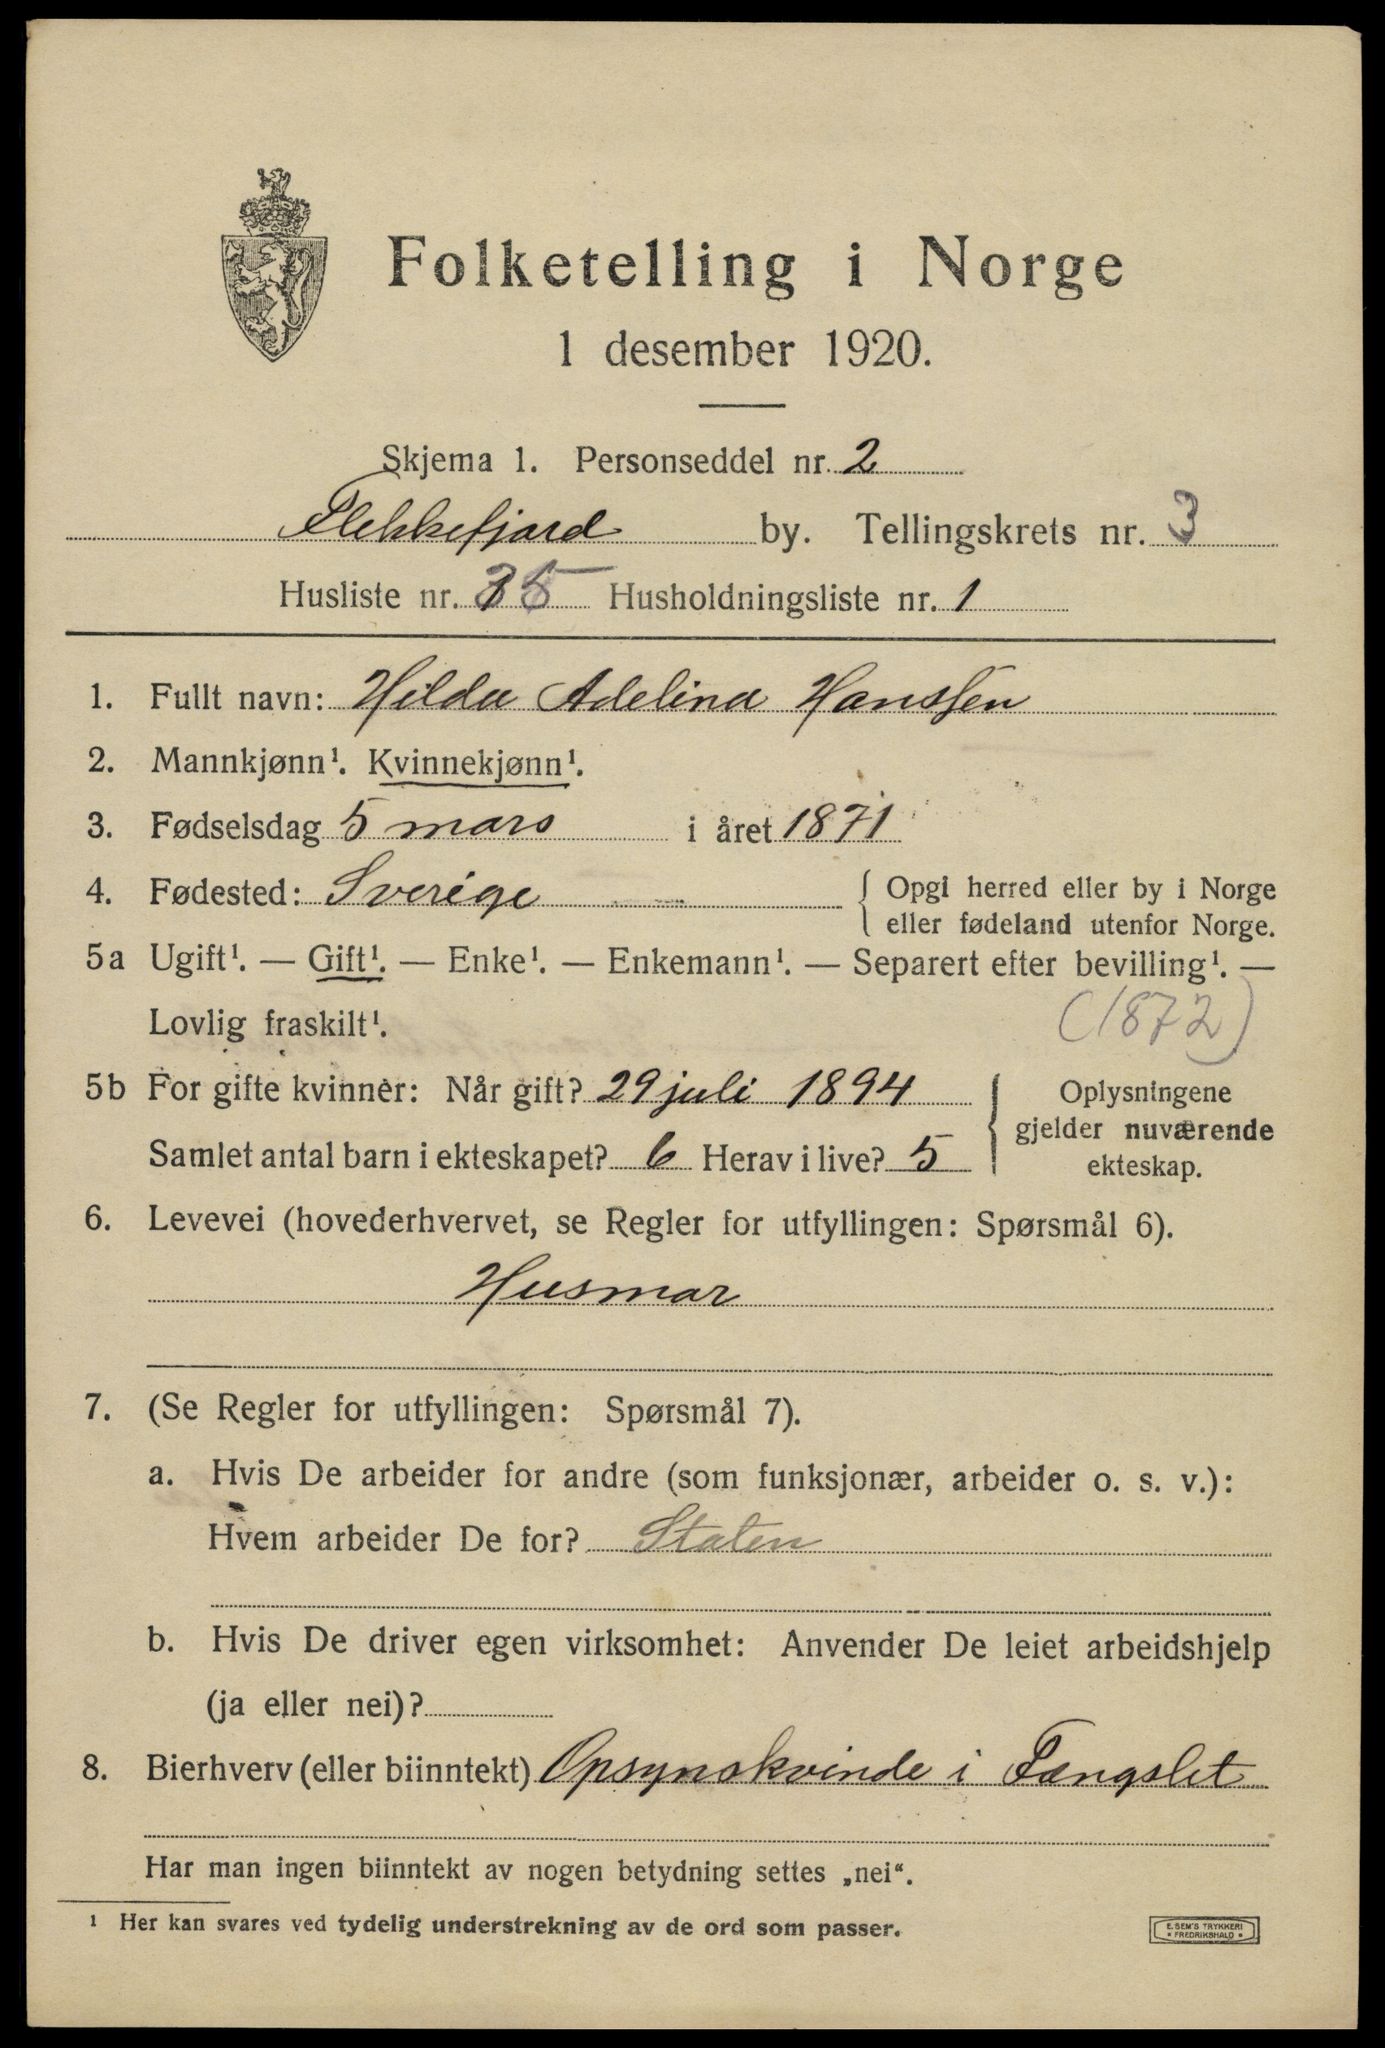 Folketelling i Norge
1 desember 1920.
Skjema 1. Personseddel nr. 2
Flekkefjord by. Tellingskrets nr. 3
Husliste nr. 35 Husholdningsliste nr. 1
1. Fullt navn: Hilda Adelina Hanssen
2. Mannkjønn¹. Kvinnekjønn¹.
3. Fødselsdag 5 mars i året 1871
4. Fødested: Sverige { Opgi herred eller by i Norge
eller fødeland utenfor Norge.
5a Ugift¹. — Gift¹. — Enke¹. — Enkemann¹. — Separert efter bevilling¹. —
Lovlig fraskilt¹. (1872)
5b For gifte kvinner: Når gift? 29 juli 1894
Samlet antal barn i ekteskapet? 6 Herav i live? 5
Oplysningene
gjelder nuværende
ekteskap.
6. Levevei (hovederhvervet, se Regler for utfyllingen: Spørsmål 6).
Husmor
7. (Se Regler for utfyllingen: Spørsmål 7).
a. Hvis De arbeider for andre (som funksjonær, arbeider o. s. v.):
Hvem arbeider De for? Staten
b. Hvis De driver egen virksomhet: Anvender De leiet arbeidshjelp
(ja eller nei)?
8. Bierhverv (eller biinntekt) Opsynskvinde i Fængslet
Har man ingen biinntekt av nogen betydning settes „nei“.
¹ Her kan svares ved tydelig understrekning av de ord som passer.
E. SEM'S TRYKKERI
* FREDRIKSHALD *